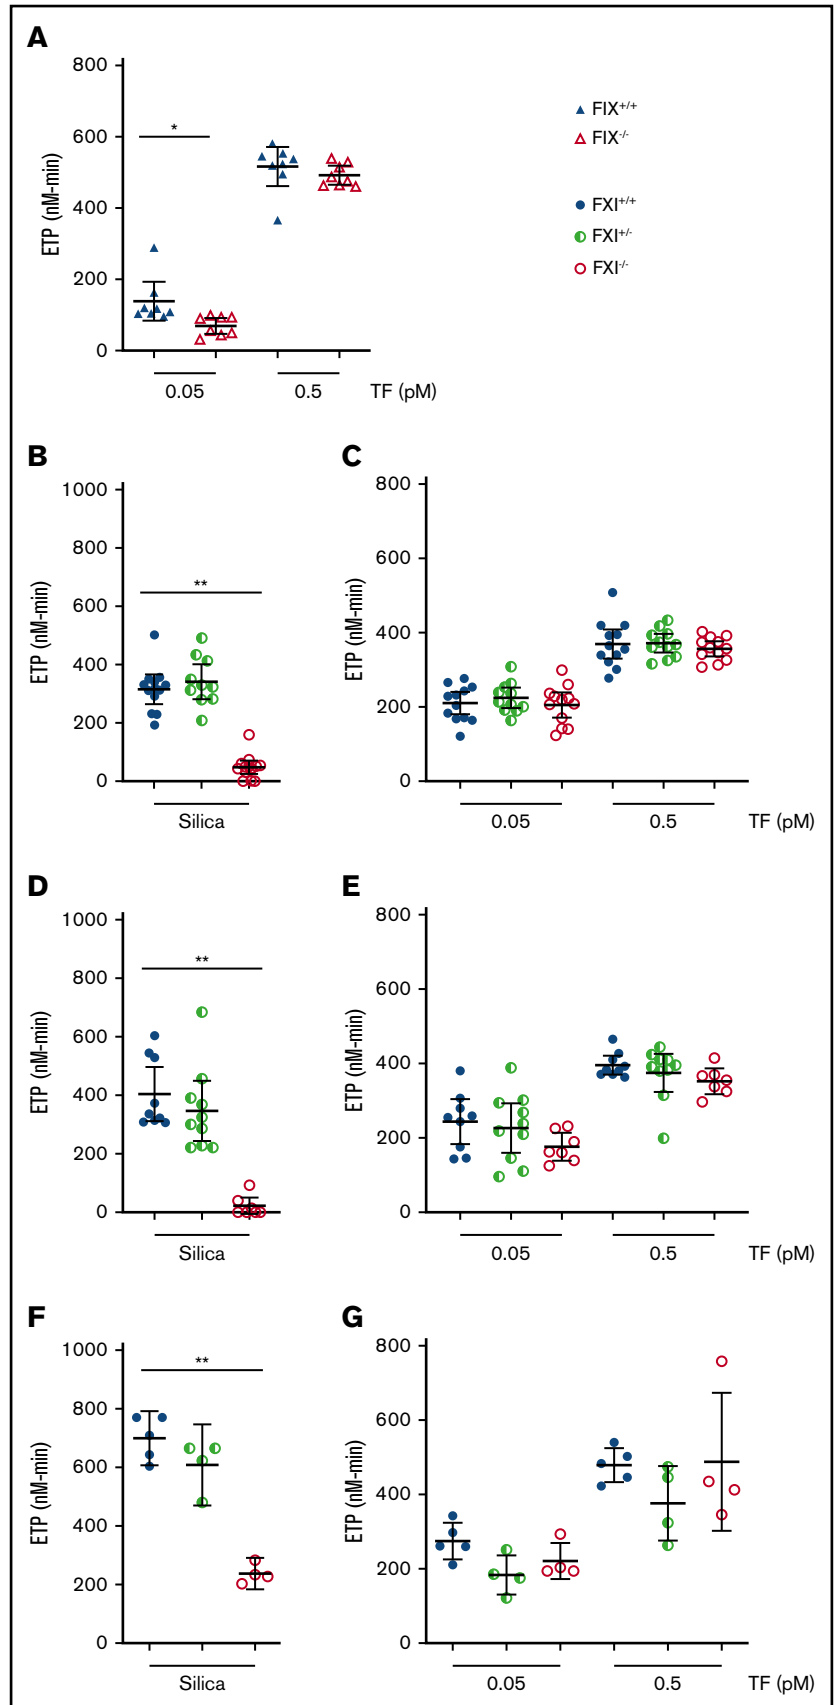 A
800
600
400
200
0
ETP (nM-min)
*
0.05
0.5
TF (pM)
FIX+/+
FIX-/-
FXI+/+
FXI+/-
FXI-/-
B
1000
800
600
400
200
0
ETP (nM-min)
**
Silica
C
800
600
400
200
0
ETP (nM-min)
0.05
0.5
TF (pM)
D
1000
800
600
400
200
0
ETP (nM-min)
**
Silica
E
800
600
400
200
0
ETP (nM-min)
0.05
0.5
TF (pM)
F
1000
800
600
400
200
0
ETP (nM-min)
**
Silica
G
800
600
400
200
0
ETP (nM-min)
0.05
0.5
TF (pM)